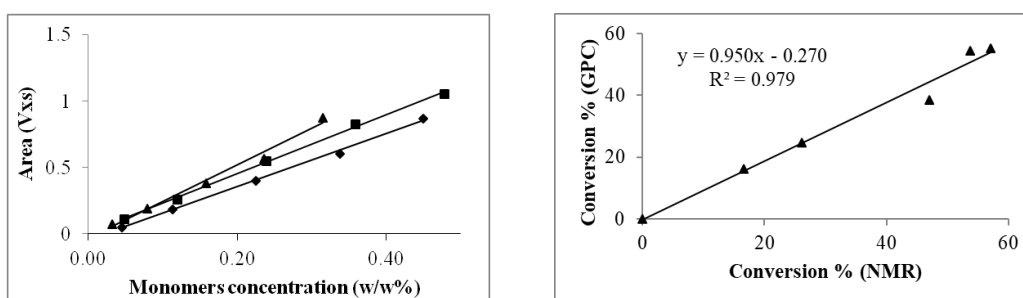 1.5
1
0.5
0
0.00
0.20
0.40
Area (Vxs)
Monomers concentration (w/w%)
60
40
20
0
0
20
40
60
y = 0.950x - 0.270
R² = 0.979
Conversion % (GPC)
Conversion % (NMR)